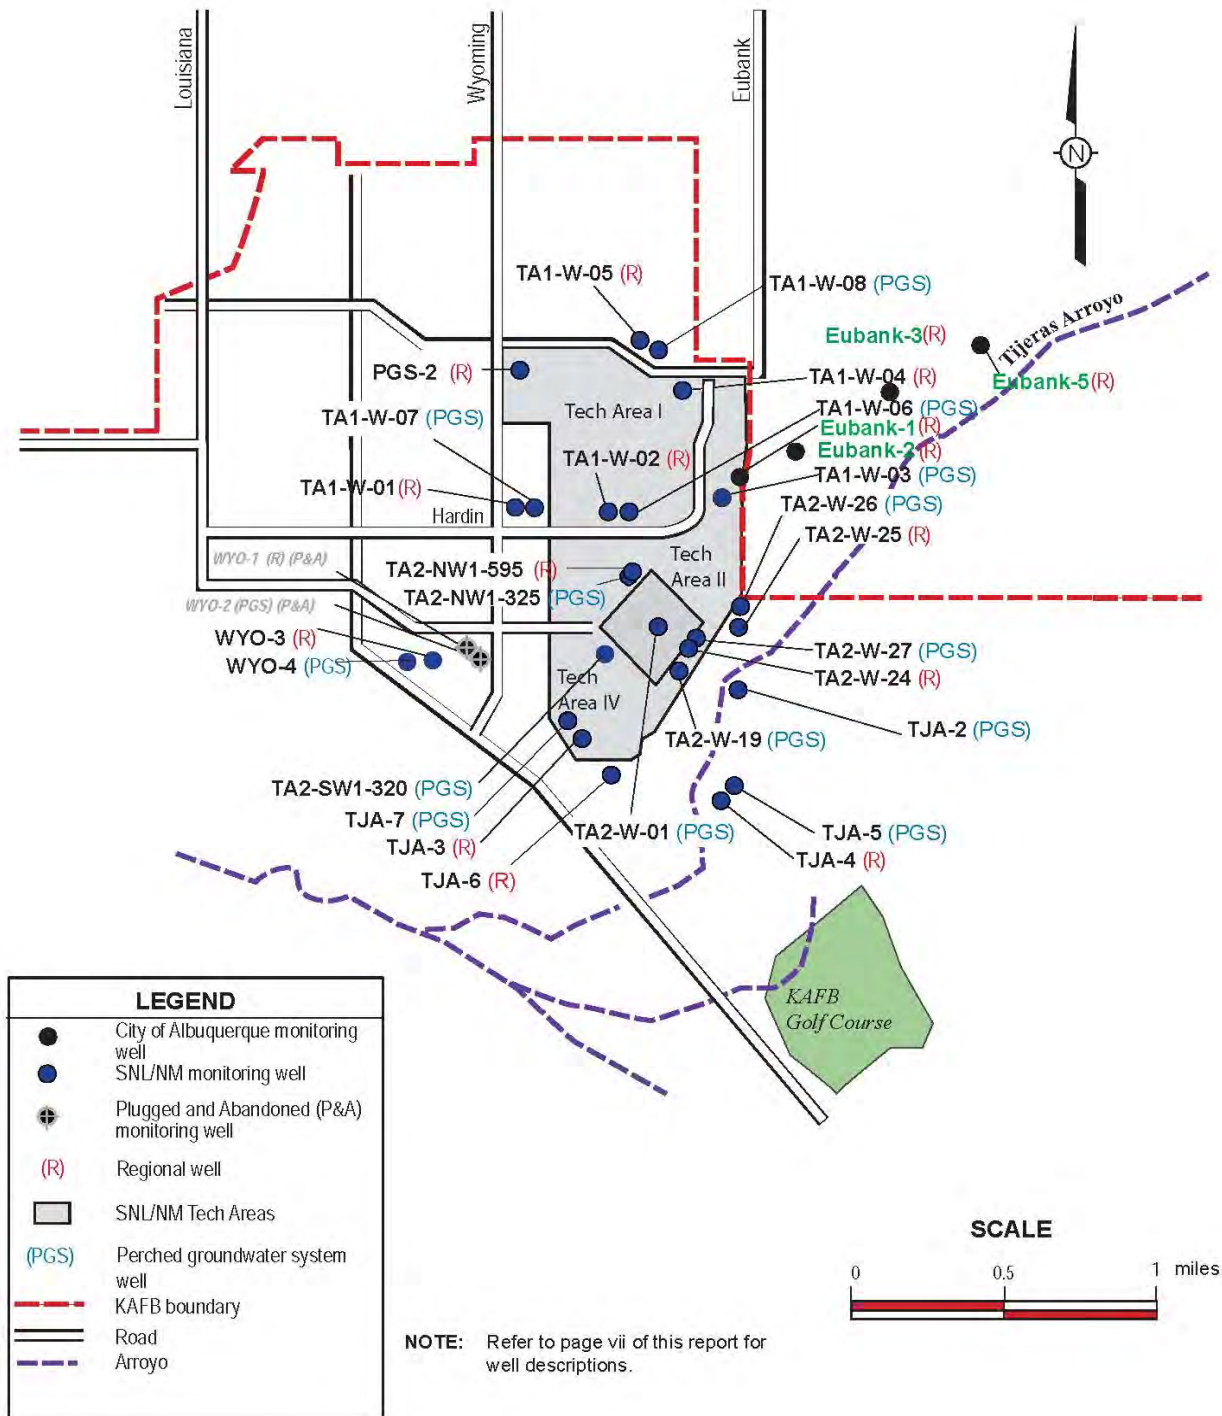 Louisiana
Wyoming
Eubank
N
TA1-W-05 (R)
TA1-W-08 (PGS)
Tijeras Arroyo
Eubank-3(R)
PGS-2 (R)
TA1-W-04 (R)
Eubank-5(R)
Tech Area I
TA1-W-07 (PGS)
TA1-W-06 (PGS)
Eubank-1(R)
Eubank-2(R)
TA1-W-02 (R)
TA1-W-03 (PGS)
TA1-W-01(R)
TA2-W-26 (PGS)
Hardin
TA2-W-25 (R)
WYO-1 (R) (P&A)
Tech
Area II
TA2-NW1-595 (R)
TA2-NW1-325 (PGS)
WYO-2 (PGS) (P&A)
WYO-3 (R)
WYO-4 (PGS)
TA2-W-27 (PGS)
TA2-W-24 (R)
Tech
Area IV
TJA-2 (PGS)
TA2-W-19 (PGS)
TA2-SW1-320 (PGS)
TJA-7 (PGS)
TA2-W-01 (PGS)
TJA-5 (PGS)
TJA-3 (R)
TJA-4 (R)
TJA-6 (R)
KAFB
Golf Course
LEGEND
City of Albuquerque monitoring
well
SNL/NM monitoring well
Plugged and Abandoned (P&A)
monitoring well
(R) Regional well
SNL/NM Tech Areas
(PGS) Perched groundwater system
well
KAFB boundary
Road
Arroyo
NOTE: Refer to page vii of this report for
well descriptions.
SCALE
0 0.5 1 miles